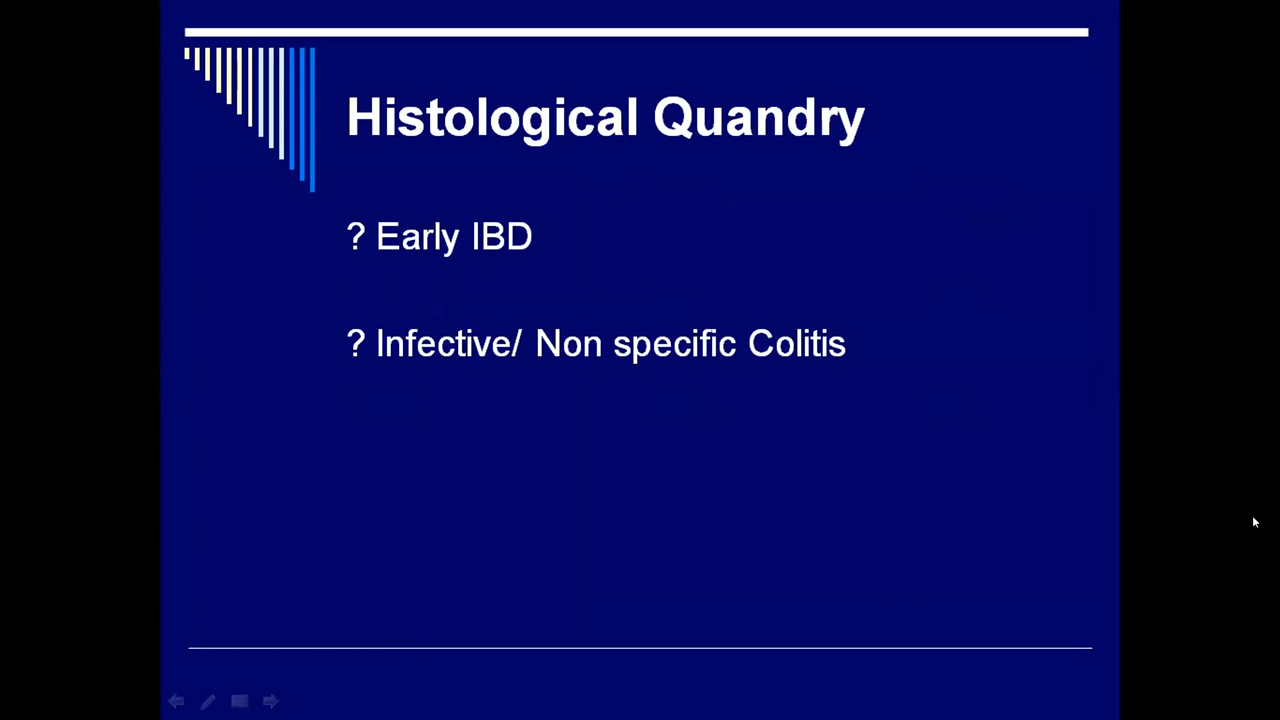 Histological Quandry
? Early IBD
? Infective/ Non specific Colitis